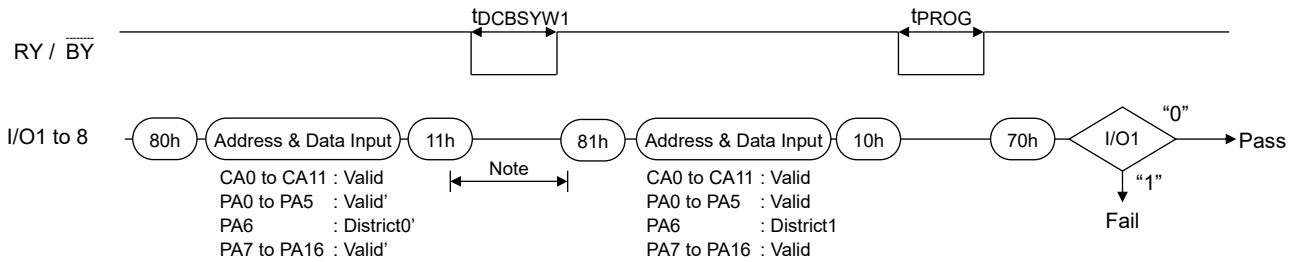 tDCBSYW1
tPROG
RY / BY
I/O1 to 8
80h
Address & Data Input
11h
81h
Address & Data Input
10h
70h
I/O1
“0”
Pass
“1”
Fail
Note
CA0 to CA11 : Valid
PA0 to PA5 : Valid’
PA6 : District0’
PA7 to PA16 : Valid’
CA0 to CA11 : Valid
PA0 to PA5 : Valid
PA6 : District1
PA7 to PA16 : Valid